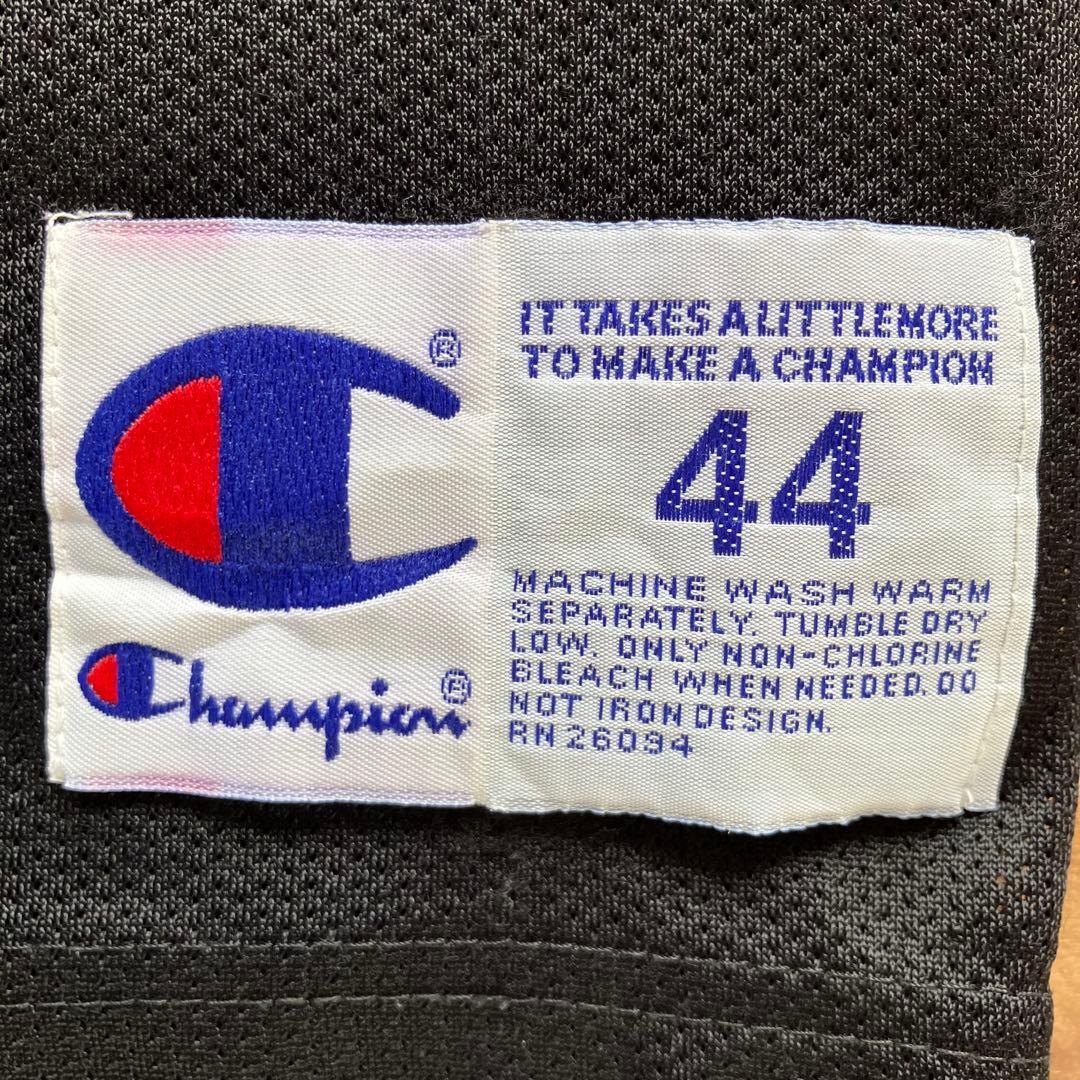 ®
Champion®
IT TAKES A LITTLE MORE
TO MAKE A CHAMPION
44
MACHINE WASH WARM
SEPARATELY. TUMBLE DRY
LOW. ONLY NON-CHLORINE
BLEACH WHEN NEEDED. DO
NOT IRON DESIGN.
RN 26094